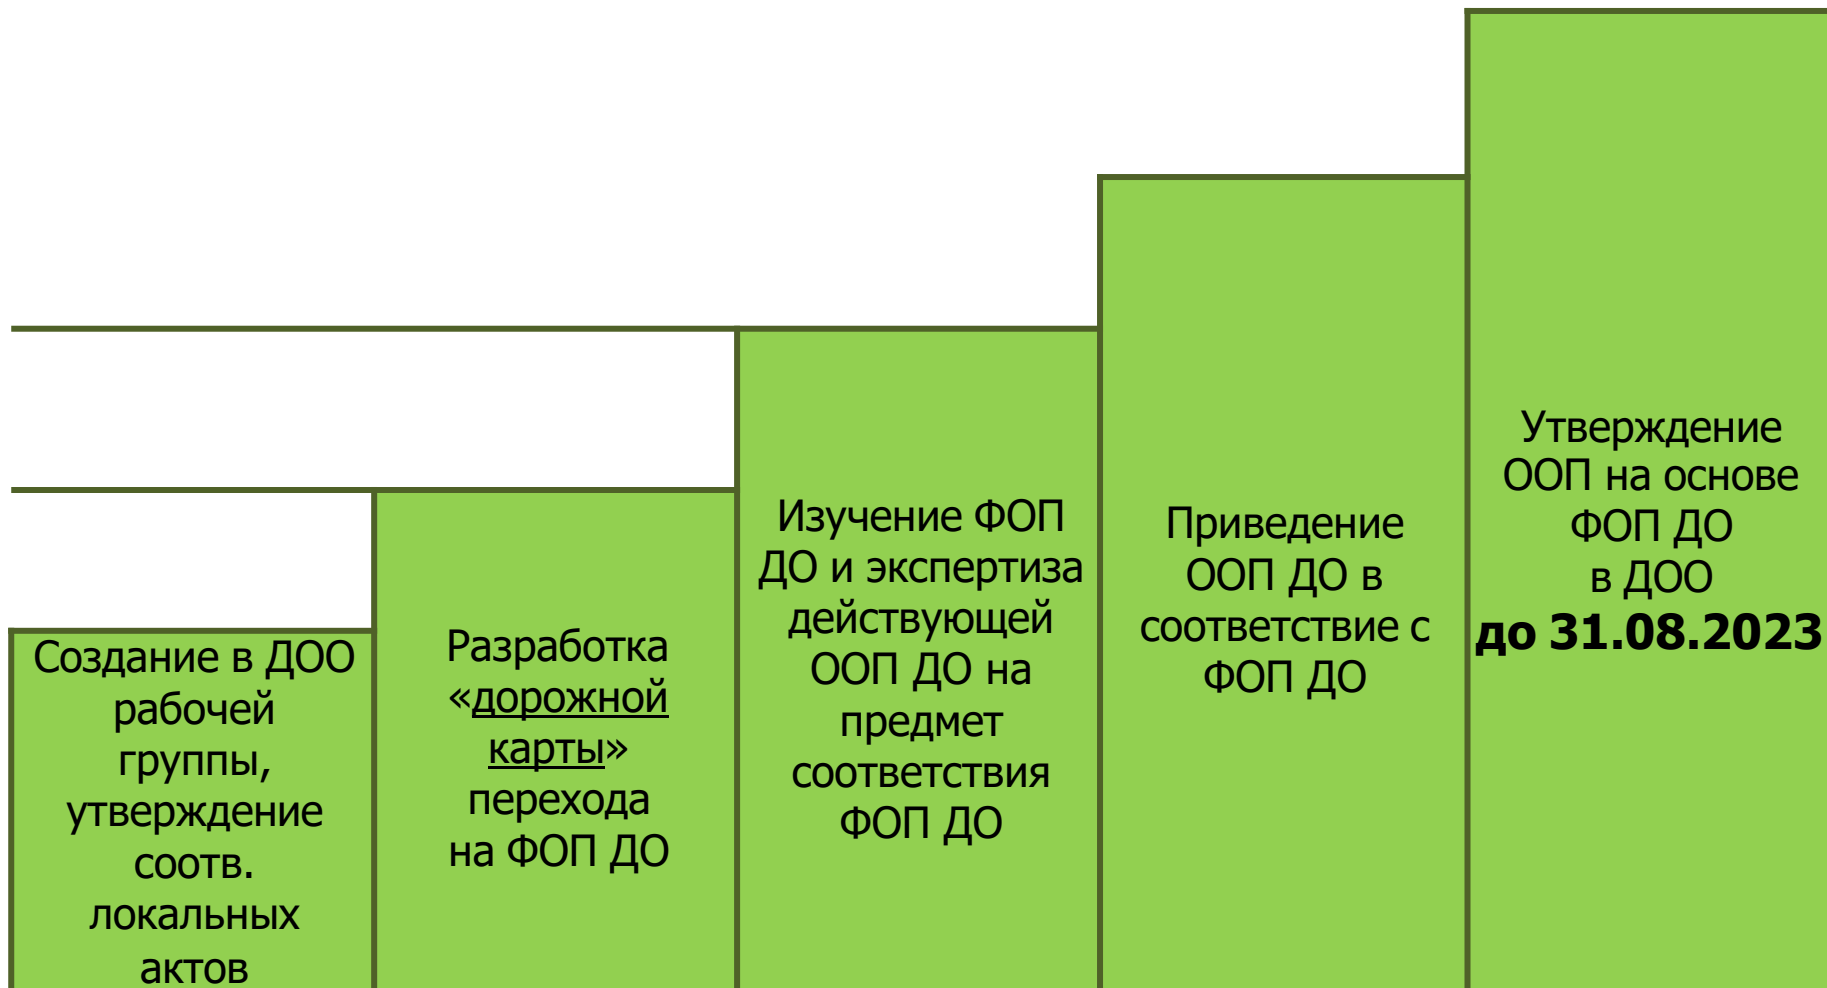 Создание в ДОО
рабочей
группы,
утверждение
соотв.
локальных
актов
Разработка
«дорожной
карты»
перехода
на ФОП ДО
Изучение ФОП
ДО и экспертиза
действующей
ООП ДО на
предмет
соответствия
ФОП ДО
Приведение
ООП ДО в
соответствие с
ФОП ДО
Утверждение
ООП на основе
ФОП ДО
в ДОО
до 31.08.2023